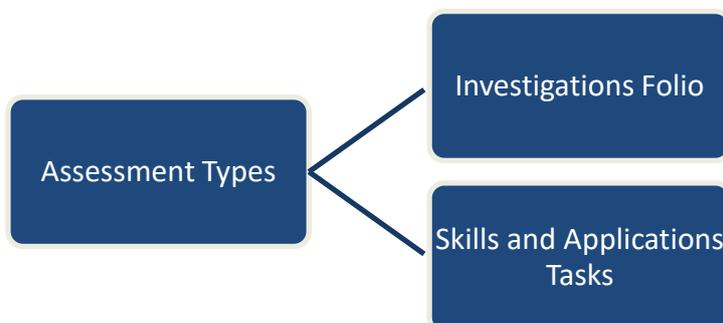 Assessment Types
Investigations Folio
Skills and Applications
Tasks